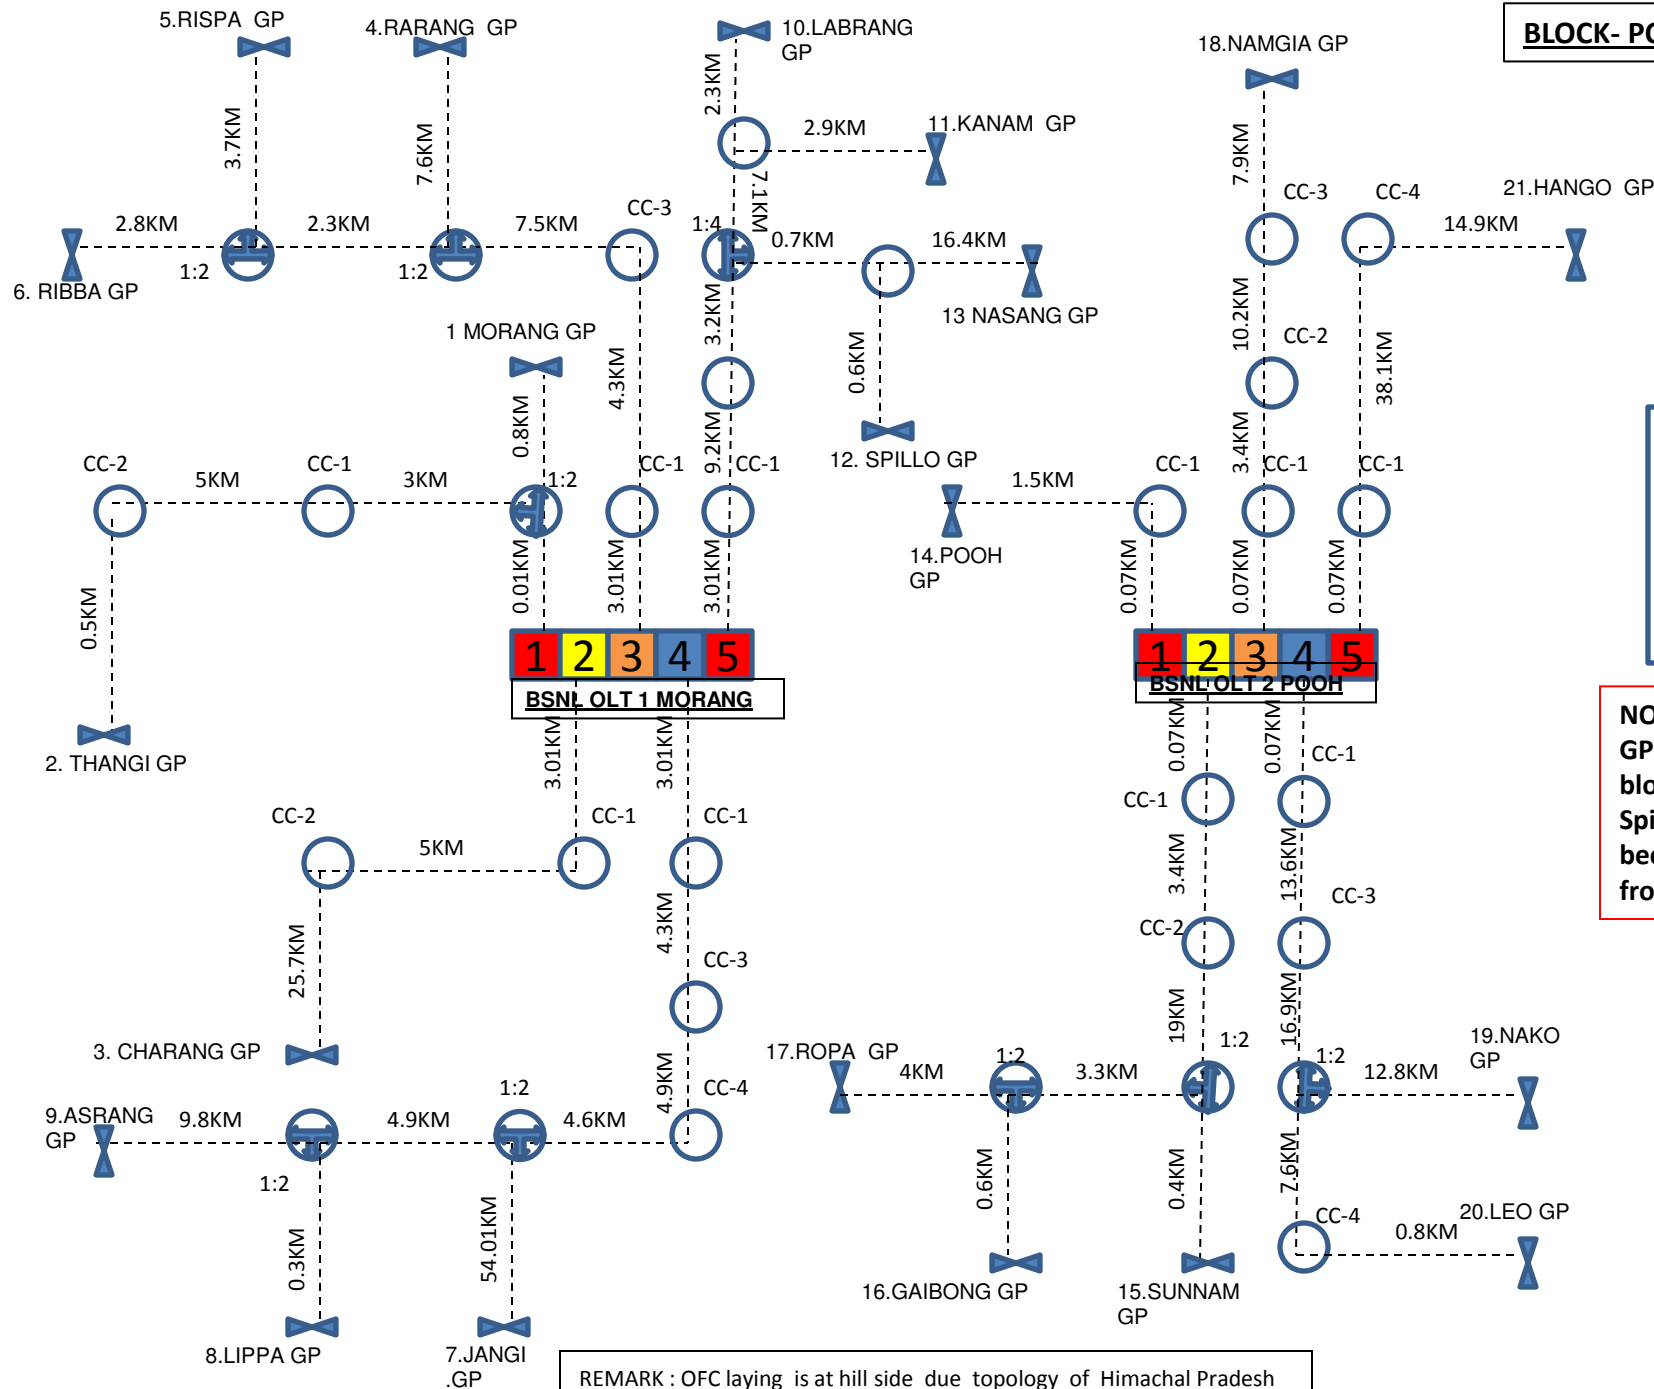 BLOCK- PO
5.RISPA GP
4.RARANG GP
10.LABRANG
GP
18.NAMGIA GP
2.3KM
2.9KM
11.KANAM GP
3.7KM
7.6KM
7.9KM
CC-3
CC-4
21.HANGO GP
2.8KM
2.3KM
7.5KM
CC-3
7.1KM
1:4
0.7KM
16.4KM
14.9KM
1:2
1:2
6. RIBBA GP
13 NASANG GP
1 MORANG GP
3.2KM
10.2KM
CC-2
4.3KM
0.6KM
38.1KM
0.8KM
9.2KM
3.4KM
12. SPILLO GP
CC-2
5KM
CC-1
3KM
1:2
CC-1
CC-1
1.5KM
CC-1
CC-1
CC-1
14.POOH
GP
0.01KM
3.01KM
3.01KM
0.07KM
0.07KM
0.07KM
0.5KM
1 2 3 4 5
1 2 3 4 5
BSNL OLT 1 MORANG
BSNL OLT 2 POOH
2. THANGI GP
3.01KM
3.01KM
0.07KM
0.07KM
CC-1
NO
GP
blo
Spi
bec
fro
CC-2
5KM
CC-1
CC-1
CC-1
3.4KM
13.6KM
CC-3
4.3KM
CC-2
25.7KM
CC-3
19KM
16.9KM
3. CHARANG GP
17.ROPA GP
1:2
1:2
1:2
19.NAKO
GP
4KM
3.3KM
12.8KM
4.9KM
CC-4
1:2
9.ASRANG
GP
9.8KM
4.9KM
4.6KM
1:2
0.6KM
0.4KM
7.6KM
0.3KM
54.01KM
CC-4
20.LEO GP
0.8KM
16.GAIBONG GP
15.SUNNAM
GP
8.LIPPA GP
7.JANGI
.GP
REMARK : OFC laying is at hill side due topology of Himachal Pradesh